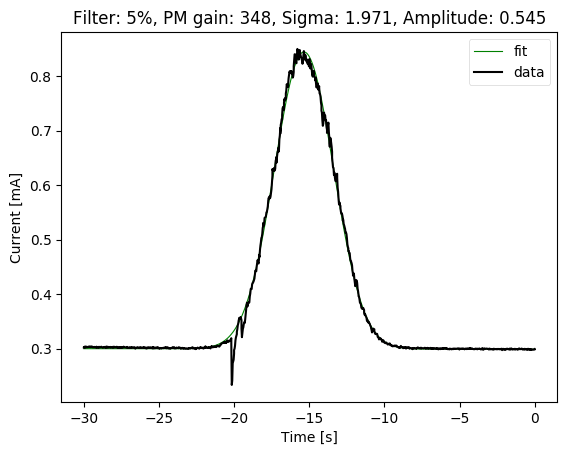 Filter: 5%, PM gain: 348, Sigma: 1.971, Amplitude: 0.545
fit
data
0.8
0.7
0.6
0.5
0.4
0.3
Current [mA]
−30
−25
−20
−15
−10
−5
0
Time [s]